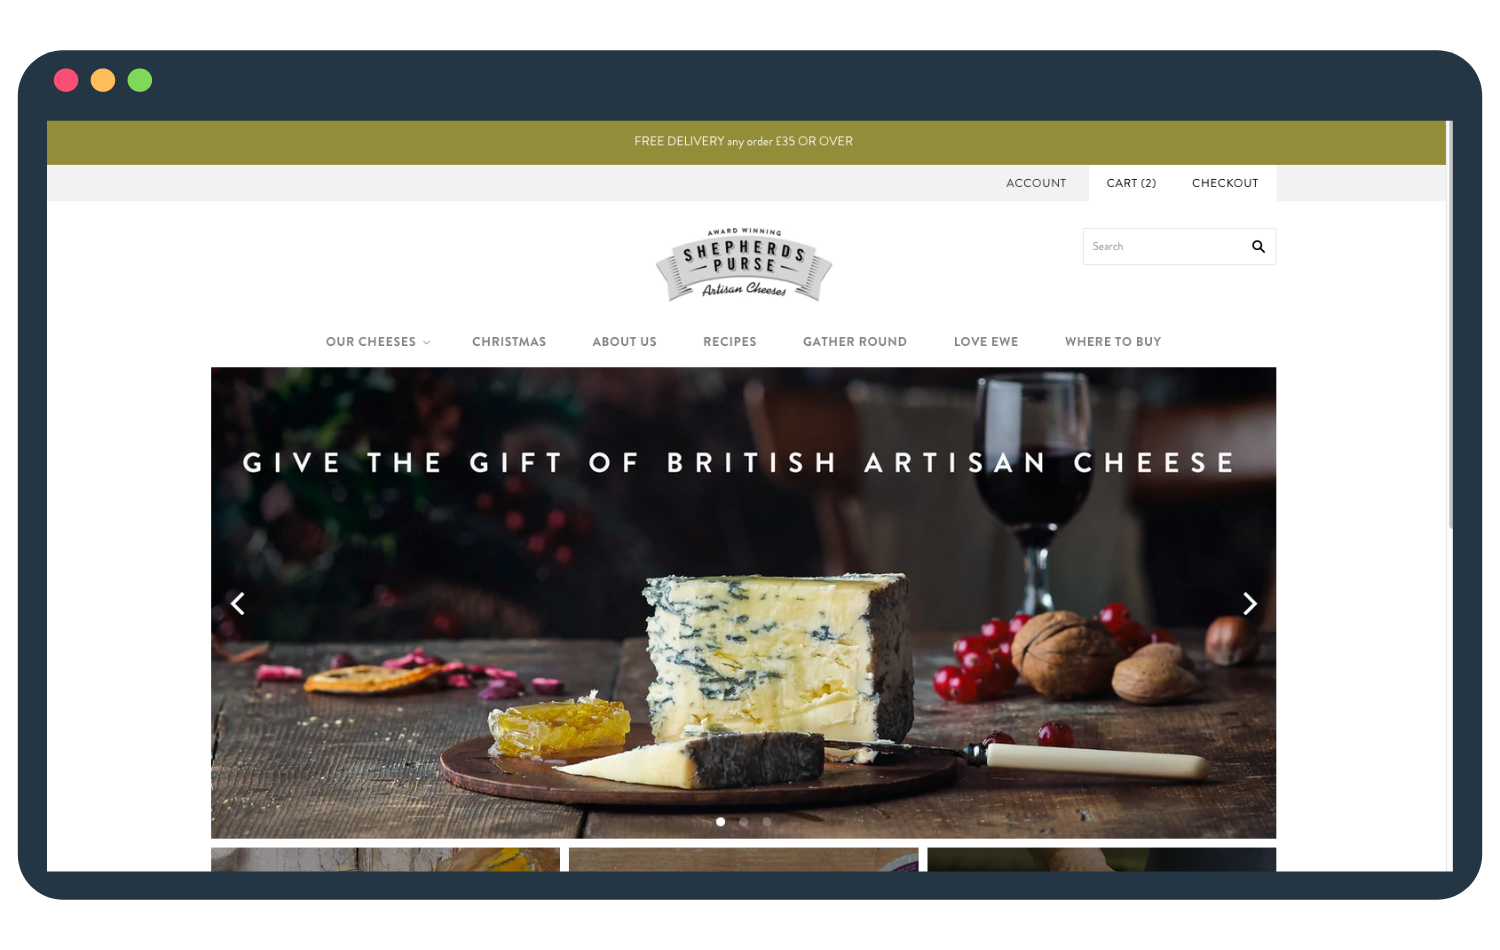 FREE DELIVERY any order £35 OR OVER
ACCOUNT CART (2) CHECKOUT
AWARD WINNING
SHEPHERDS
PURSE
Artisan Cheeses
Search
OUR CHEESES CHRISTMAS ABOUT US RECIPES GATHER ROUND LOVE EWE WHERE TO BUY
GIVE THE GIFT OF BRITISH ARTISAN CHEESE